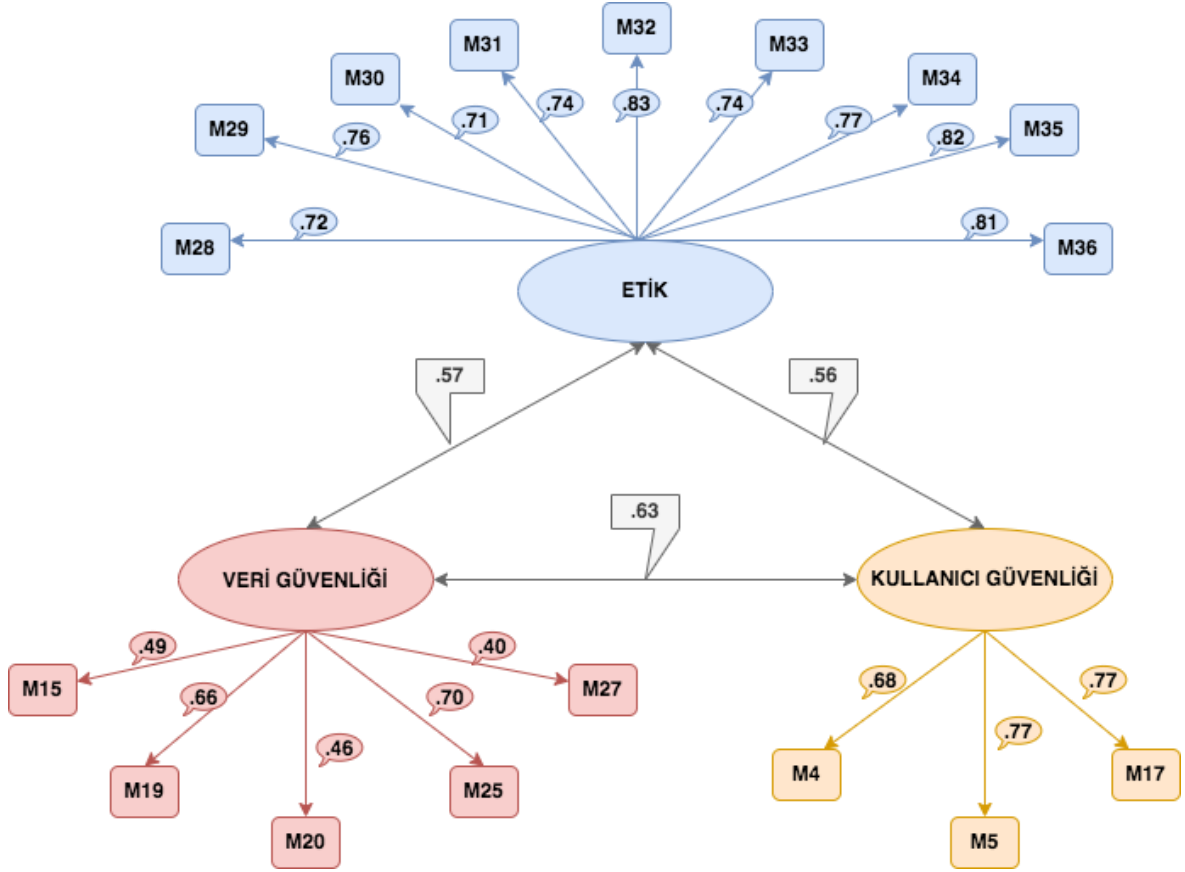 M32
M31
M33
M30
M34
M29
M35
.74
.83
.74
.71
.77
.76
.82
M28
.72
.81
M36
ETİK
.57
.56
.63
VERİ GÜVENLİĞİ
KULLANICI GÜVENLİĞİ
.49
.40
.66
.70
.46
.68
.77
.77
M15
M27
M19
M25
M20
M4
M17
M5